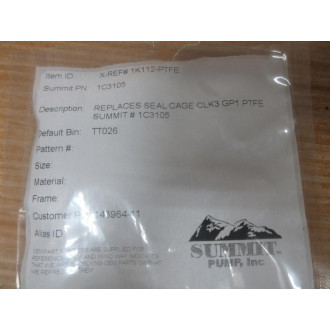 Item ID X-REF# 1K112-PTFE
Summit PN: 1C3105
Description: REPLACES SEAL CAGE CLK3 GP1 PTFE
SUMMIT # 1C3105
Default Bin: TT026
Pattern #:
Size:
Material:
Frame:
Customer P 143964-11
Alias ID
SUMMIT
PUMP, Inc